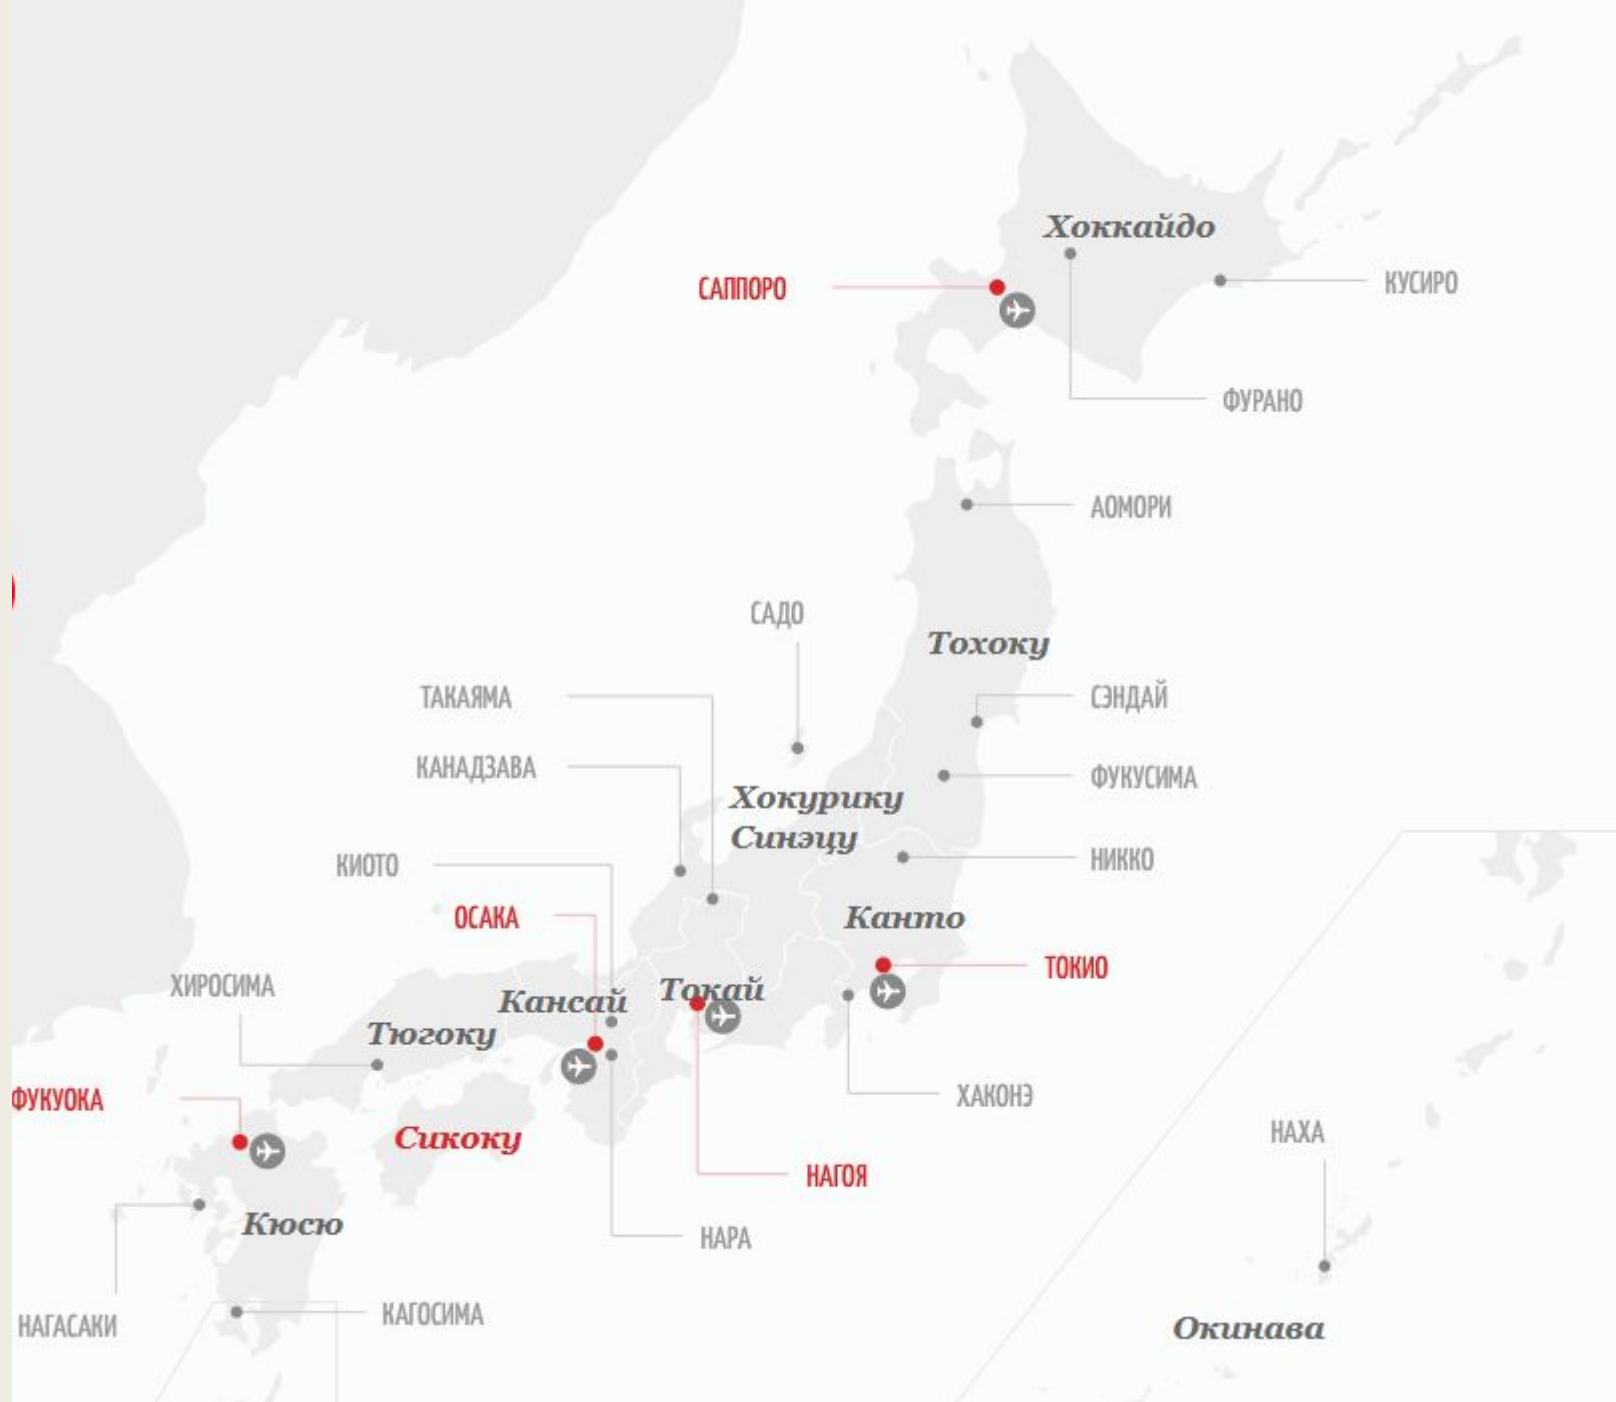 Хоккайдо
САППОРО
КУСИРО
ФУРАНО
АОМОРИ
САДО
Тохоку
ТАКАЯМА
СЭНДАЙ
КАНАДЗАВА
ФУКУСИМА
Хокурику
Синэцу
КИОТО
НИККО
ОСАКА
Канто
ТОКИО
ХИРОСИМА
Кансай
Токай
Тюгоку
ФУКУОКА
ХАКОНЭ
Сикоку
НАХА
НАГОЯ
Кюсю
НАРА
НАГАСАКИ
КАГОСИМА
Окинава